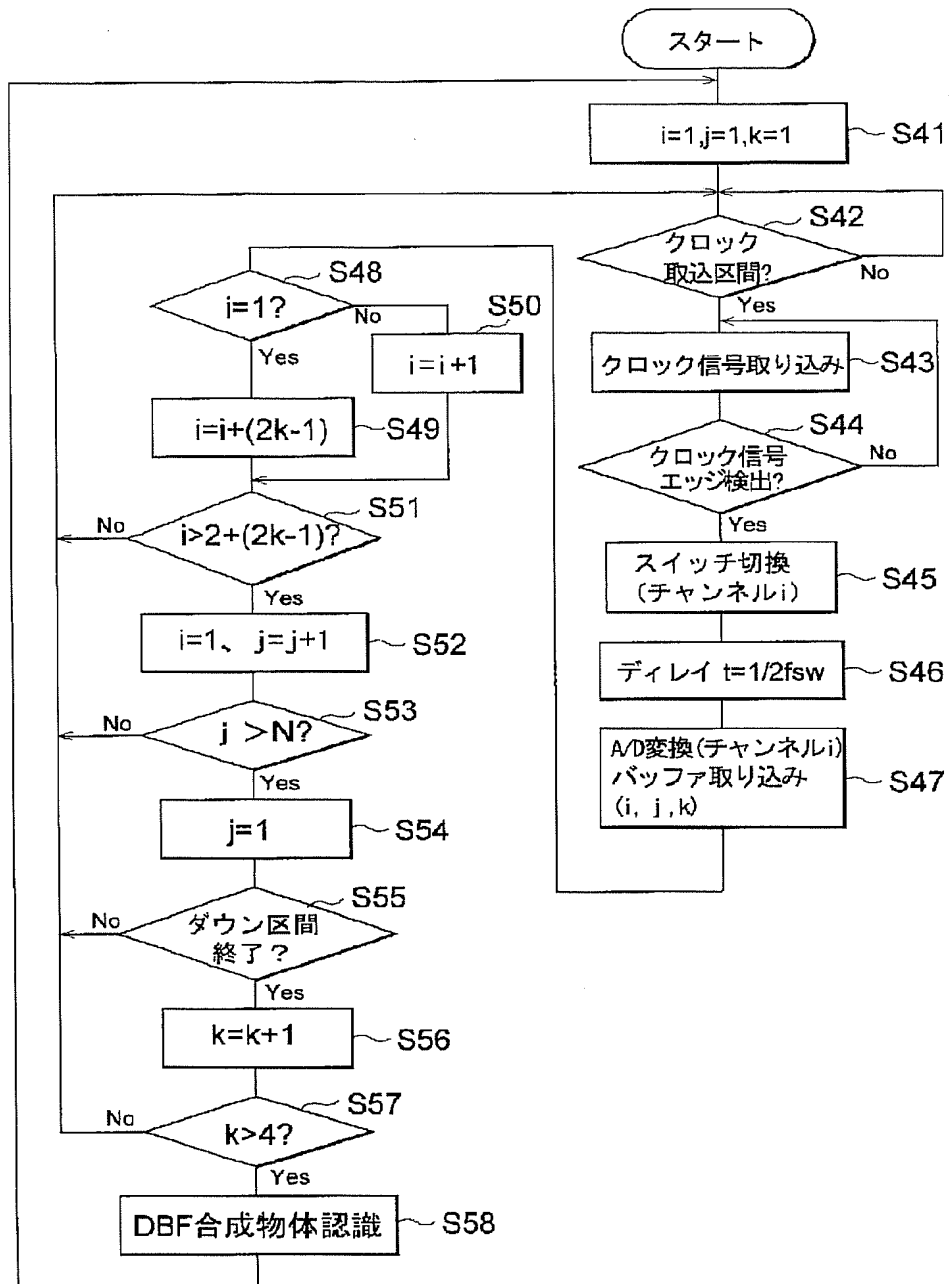 スタート
i=1,j=1,k=1
S41
S42
クロック
取込区間?
No
Yes
クロック信号取り込み
S43
S44
クロック信号
エッジ検出?
No
Yes
スイッチ切換
(チャンネルi)
S45
ディレイ t=1/2fsw
S46
A/D変換(チャンネルi)
バッファ取り込み
(i, j ,k)
S47
S48
i=1?
No
Yes
S50
i=i+1
i=i+(2k-1)
S49
S51
i>2+(2k-1)?
No
Yes
i=1、 j=j+1
S52
S53
j >N?
No
Yes
j=1
S54
S55
ダウン区間
終了?
No
Yes
k=k+1
S56
S57
k>4?
No
Yes
DBF合成物体認識
S58